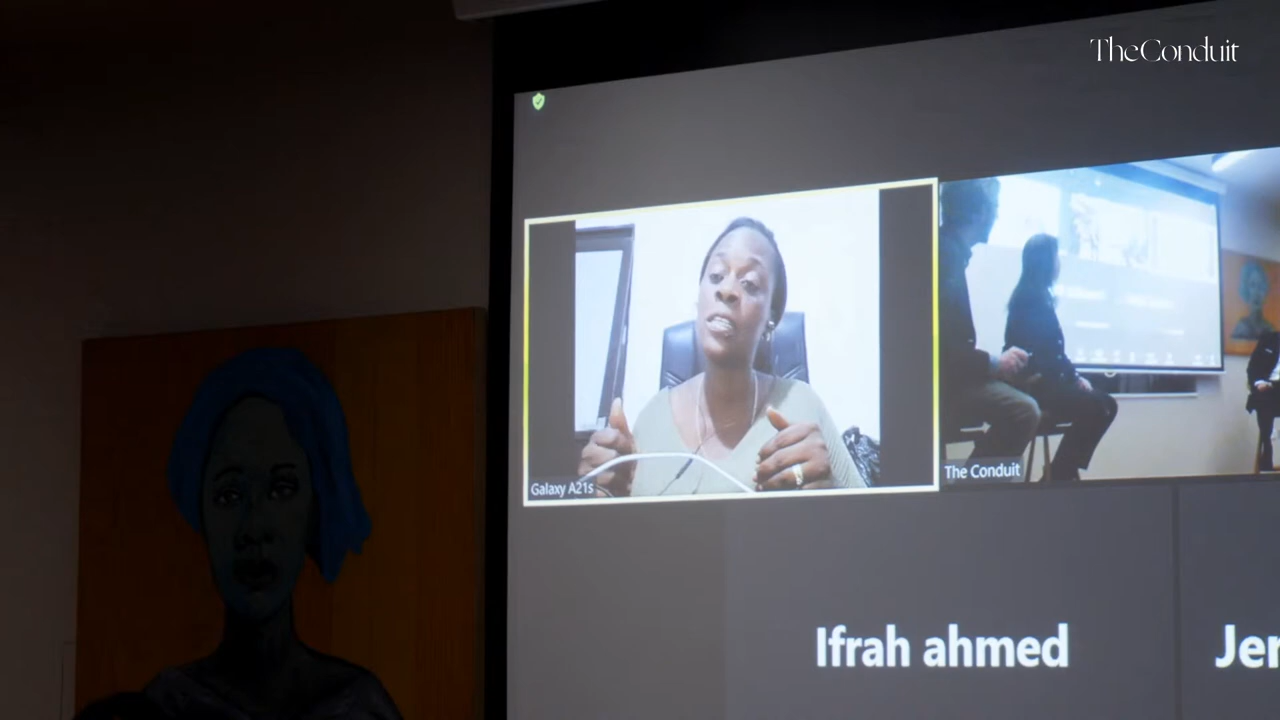 TheConduit
Galaxy A21s
The Conduit
Ifrah ahmed
Jer